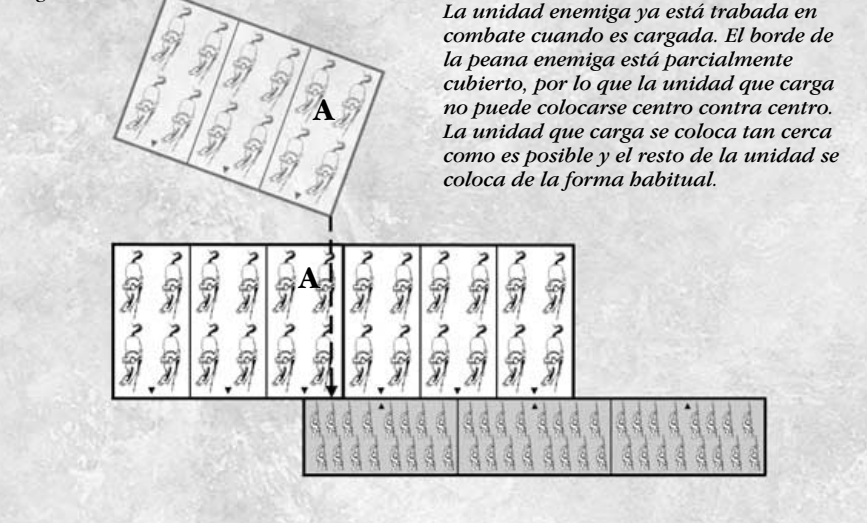 La unidad enemiga ya está trabada en
combate cuando es cargada. El borde de
la peana enemiga está parcialmente
cubierto, por lo que la unidad que carga
no puede colocarse centro contra centro.
La unidad que carga se coloca tan cerca
como es posible y el resto de la unidad se
coloca de la forma habitual.
A
A